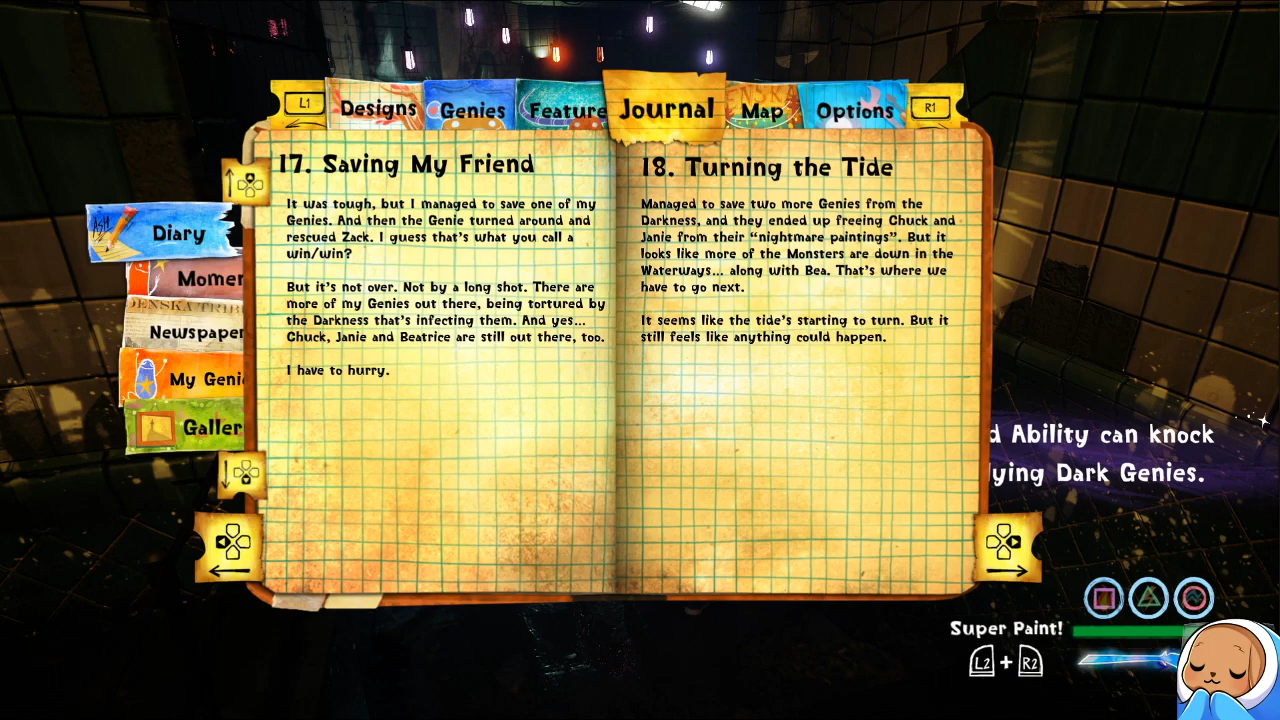 L1
Designs
Genies
Feature
Journal
Map
Options
R1
Diary
Momen
Newspaper
My Geni
Galler
17. Saving My Friend
It was tough, but I managed to save one of my
Genies. And then the Genie turned around and
rescued Zack. I guess that's what you call a
win/win?
But it's not over. Not by a long shot. There are
more of my Genies out there, being tortured by
the Darkness that's infecting them. And yes...
Chuck, Janie and Beatrice are still out there, too.
I have to hurry.
18. Turning the Tide
Managed to save two more Genies from the
Darkness, and they ended up freeing Chuck and
Janie from their “nightmare paintings”. But it
looks like more of the Monsters are down in the
Waterways... along with Bea. That's where we
have to go next.
It seems like the tide's starting to turn. But it
still feels like anything could happen.
d Ability can knock
lying Dark Genies.
Super Paint!
L2 + R2